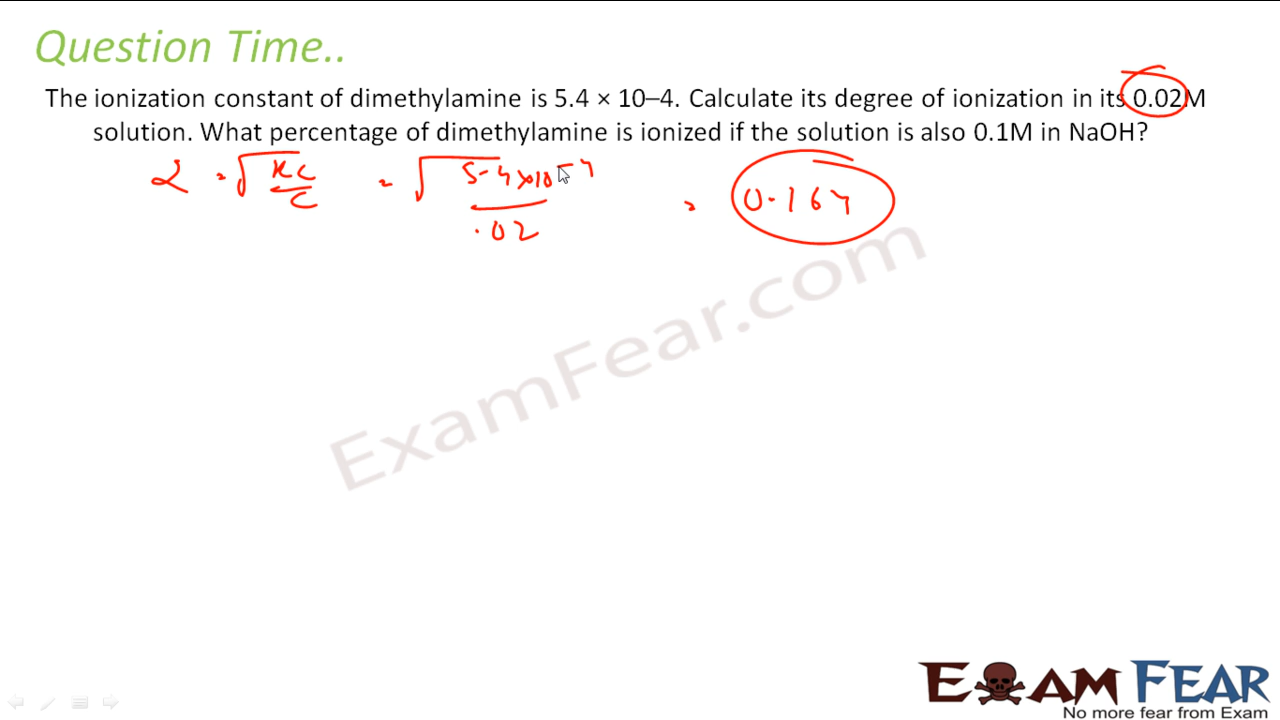 Question Time..
The ionization constant of dimethylamine is 5.4 × 10–4. Calculate its degree of ionization in its 0.02M
solution. What percentage of dimethylamine is ionized if the solution is also 0.1M in NaOH?
α = √(Kc/C) = √(5.4×10^-4/.02) = 0.164
ExamFear.com
EXAM FEAR
No more fear from Exam